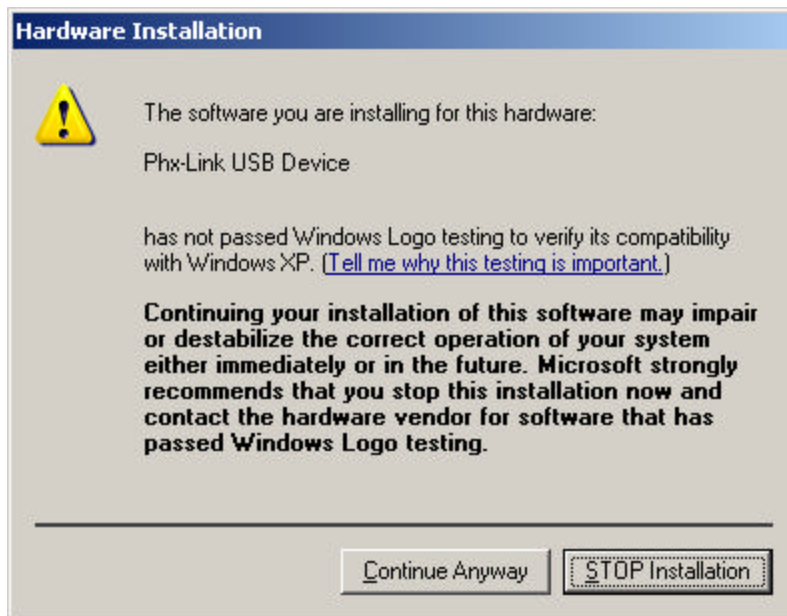 Hardware Installation
The software you are installing for this hardware:
Phx-Link USB Device
has not passed Windows Logo testing to verify its compatibility
with Windows XP. (Tell me why this testing is important.)
Continuing your installation of this software may impair
or destabilize the correct operation of your system
either immediately or in the future. Microsoft strongly
recommends that you stop this installation now and
contact the hardware vendor for software that has
passed Windows Logo testing.
Continue Anyway
STOP Installation